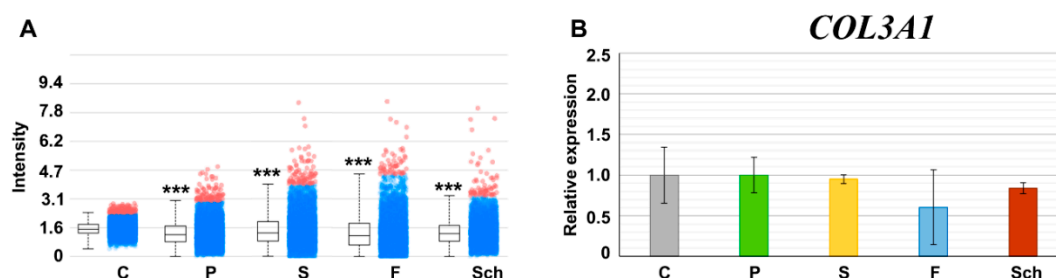 A
Intensity
9.4
7.8
6.2
4.7
3.1
1.6
0
***
***
***
***
C P S F Sch
B
COL3A1
Relative expression
2.5
2.0
1.5
1.0
0.5
0
C P S F Sch